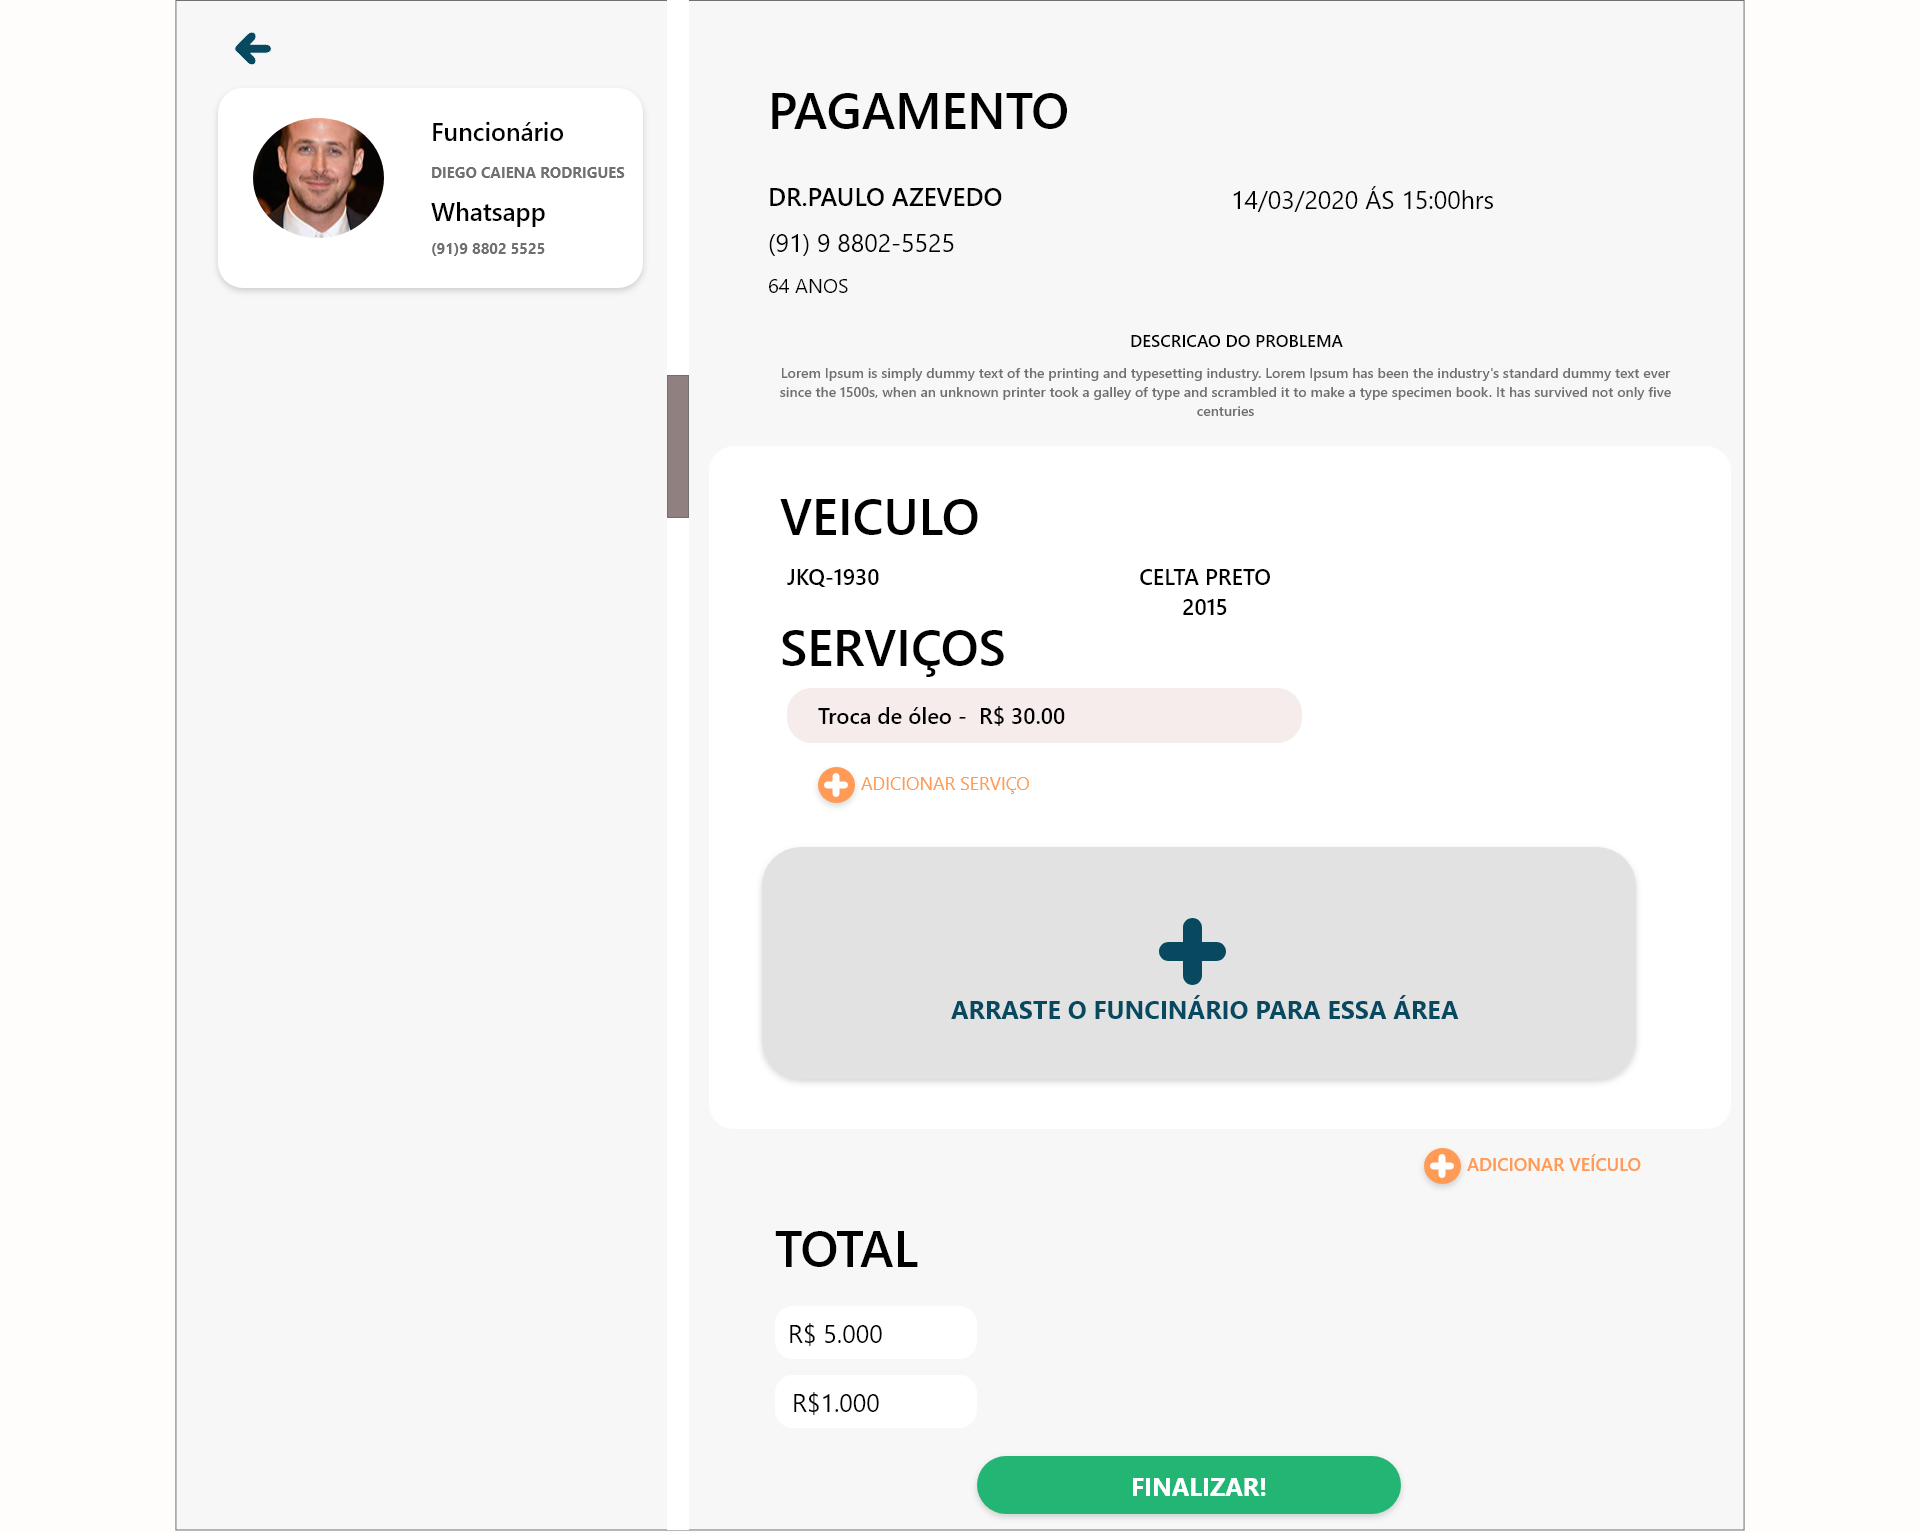 Funcionário
DIEGO CAIENA RODRIGUES
Whatsapp
(91)9 8802 5525
PAGAMENTO
DR.PAULO AZEVEDO
14/03/2020 ÁS 15:00hrs
(91) 9 8802-5525
64 ANOS
DESCRICAO DO PROBLEMA
Lorem Ipsum is simply dummy text of the printing and typesetting industry. Lorem Ipsum has been the industry's standard dummy text ever
since the 1500s, when an unknown printer took a galley of type and scrambled it to make a type specimen book. It has survived not only five
centuries
VEICULO
JKQ-1930
CELTA PRETO
2015
SERVIÇOS
Troca de óleo - R$ 30.00
ADICIONAR SERVIÇO
ARRASTE O FUNCINÁRIO PARA ESSA ÁREA
ADICIONAR VEÍCULO
TOTAL
R$ 5.000
R$1.000
FINALIZAR!